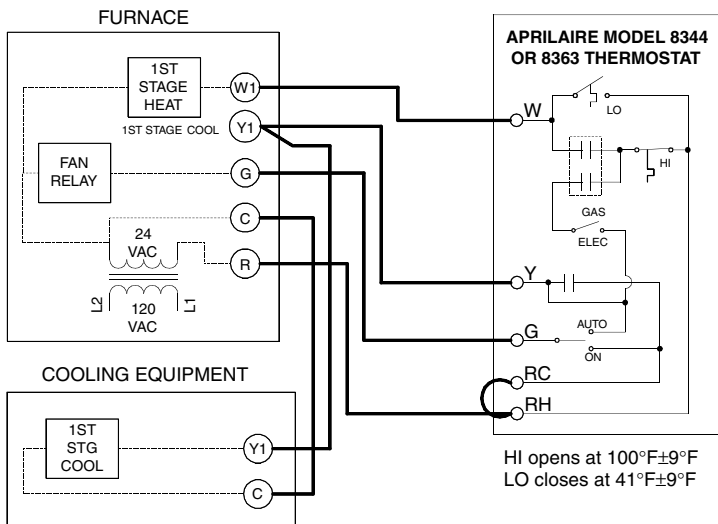 FURNACE
1ST
STAGE
HEAT
W1
1ST STAGE COOL
Y1
FAN
RELAY
G
C
24
VAC
R
L2
120
VAC
L1
COOLING EQUIPMENT
1ST
STG
COOL
Y1
C
APRILAIRE MODEL 8344
OR 8363 THERMOSTAT
W
LO
HI
GAS
ELEC
Y
G
AUTO
ON
RC
RH
HI opens at 100°F±9°F
LO closes at 41°F±9°F